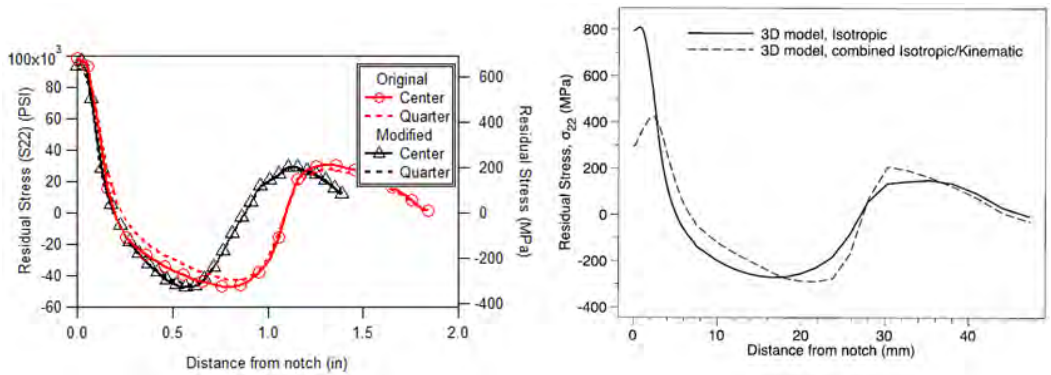 100x10³
80
60
40
20
0
-20
-40
-60
Residual Stress (S22) (PSI)
0.0
0.5
1.0
1.5
2.0
Distance from notch (in)
600
400
200
0
-200
-400
Residual Stress (MPa)
Original
Center
Quarter
Modified
Center
Quarter
800
600
400
200
0
-200
-400
Residual Stress, σ22 (MPa)
3D model, Isotropic
3D model, combined Isotropic/Kinematic
0
10
20
30
40
Distance from notch (mm)